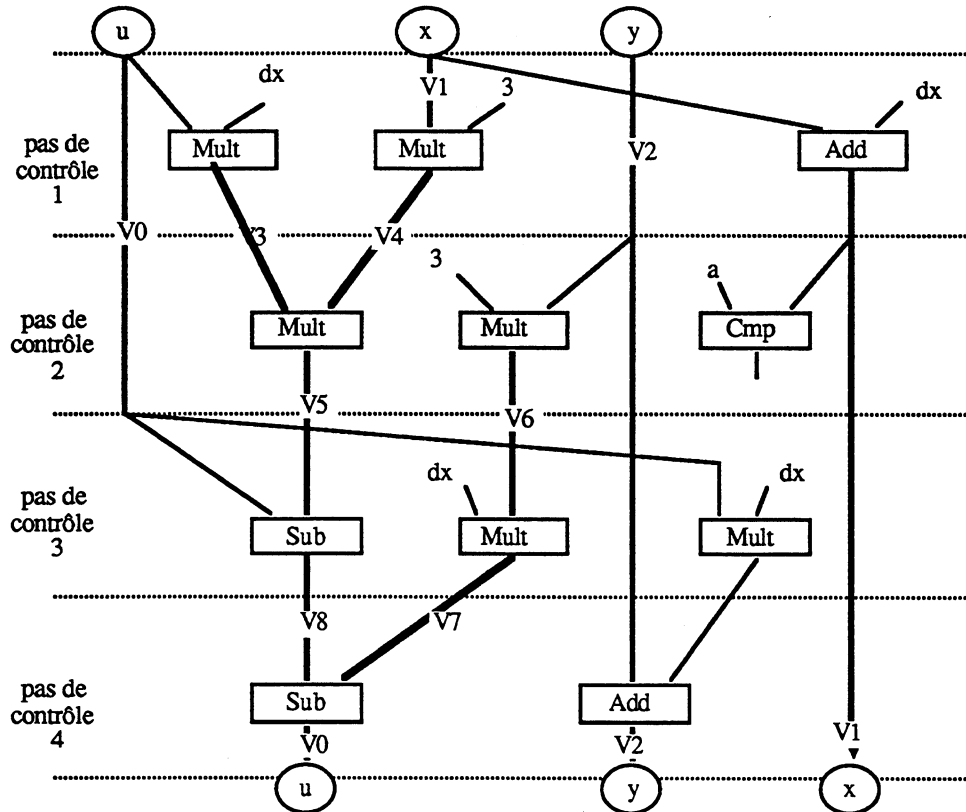 u x y
dx
V1
3
dx
pas de
contrôle
1
Mult
Mult
V2
Add
V0
V3
V4
3
a
pas de
contrôle
2
Mult
Mult
Cmp
V5
V6
dx
dx
pas de
contrôle
3
Sub
Mult
Mult
V8
V7
pas de
contrôle
4
Sub
Add
V0
V2
V1
u y x